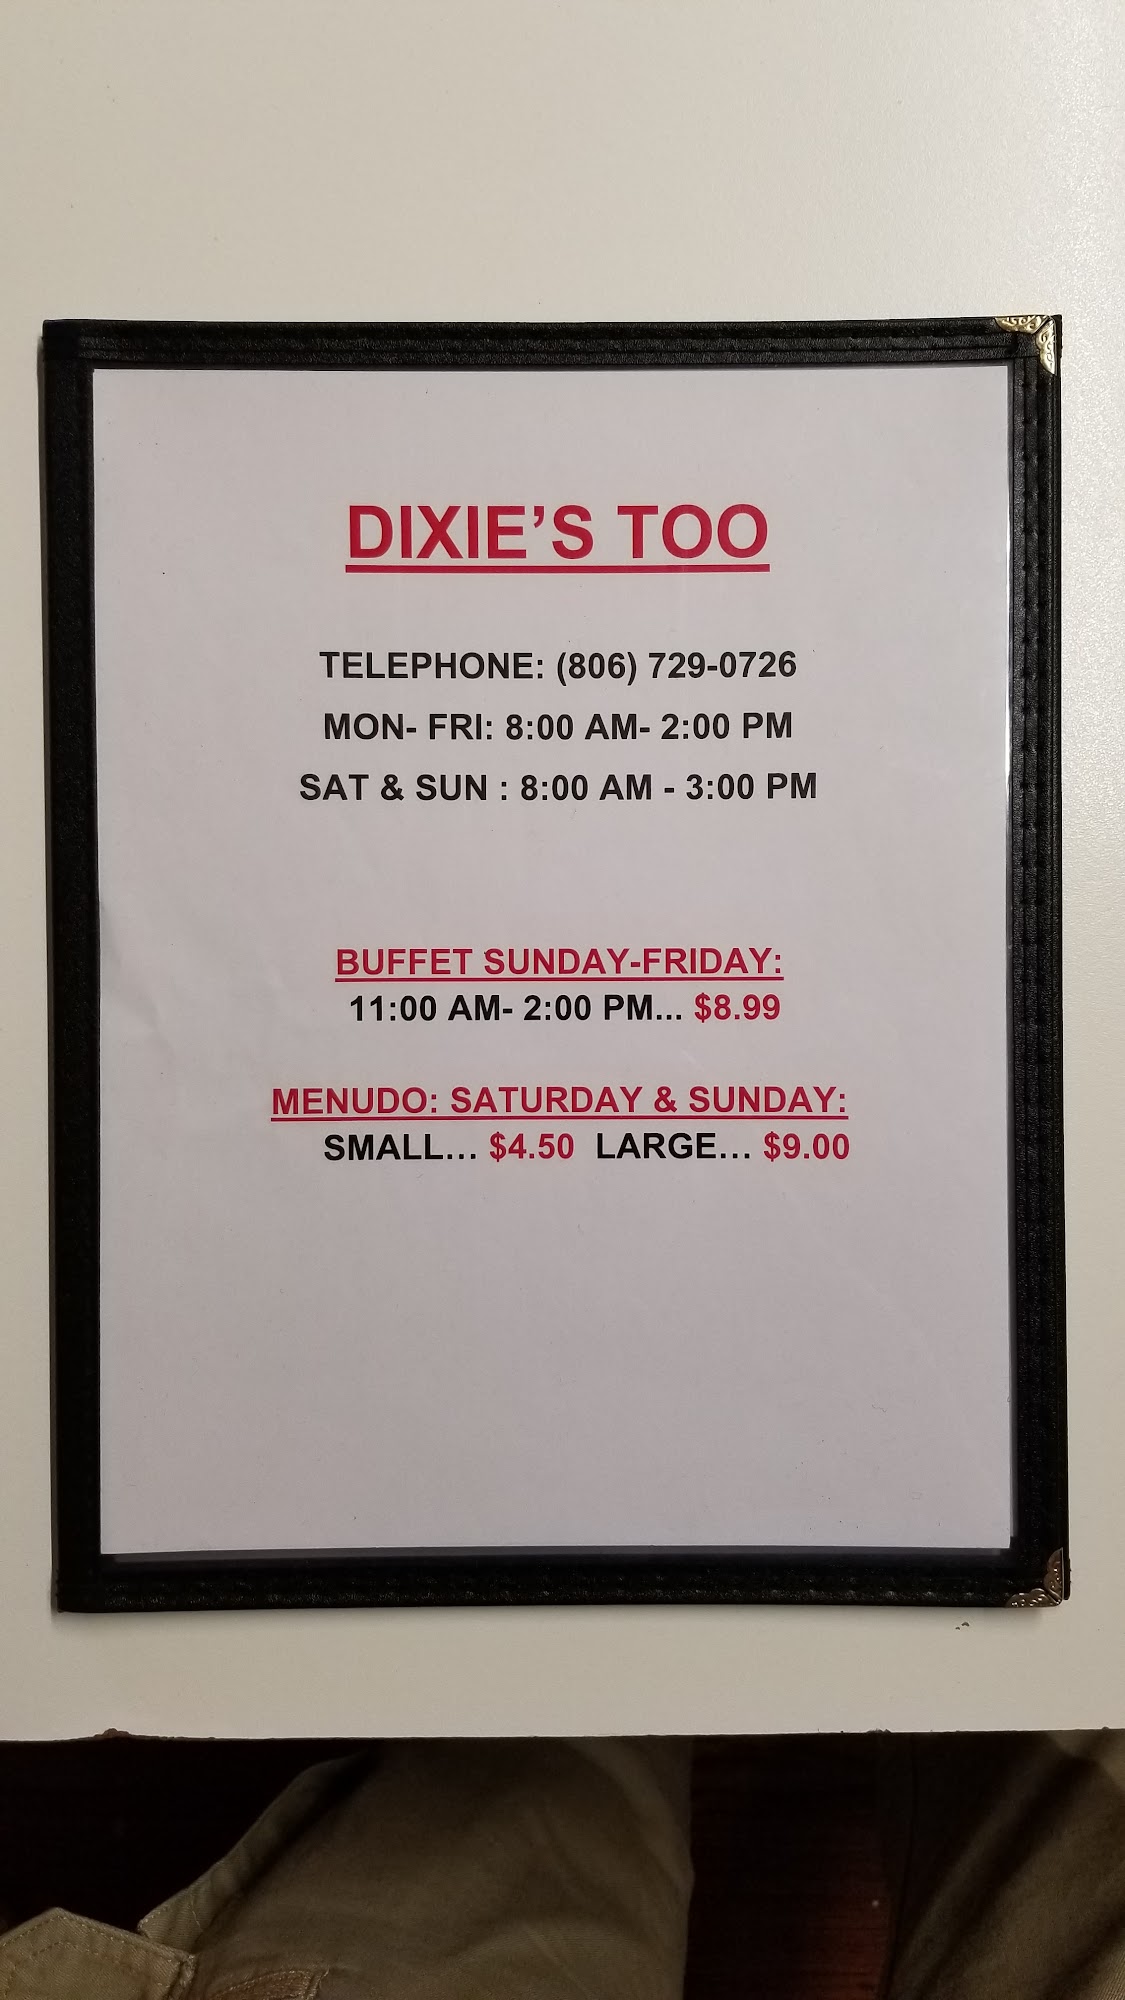 DIXIE’S TOO
TELEPHONE: (806) 729-0726
MON- FRI: 8:00 AM- 2:00 PM
SAT & SUN : 8:00 AM - 3:00 PM
BUFFET SUNDAY-FRIDAY:
11:00 AM- 2:00 PM... $8.99
MENUDO: SATURDAY & SUNDAY:
SMALL… $4.50 LARGE… $9.00